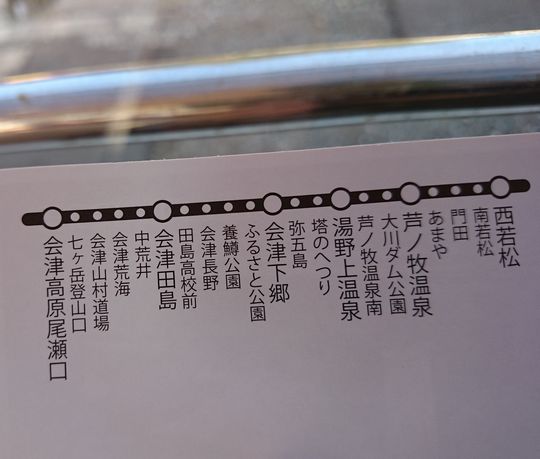 西若松
南若松
門田
あまや
芦ノ牧温泉
大川ダム公園
芦ノ牧温泉南
湯野上温泉
塔のへつり
弥五島
会津下郷
ふるさと公園
養鱒公園
会津長野
田島高校前
会津田島
中荒井
会津荒海
会津山村道場
七ヶ岳登山口
会津高原尾瀬口